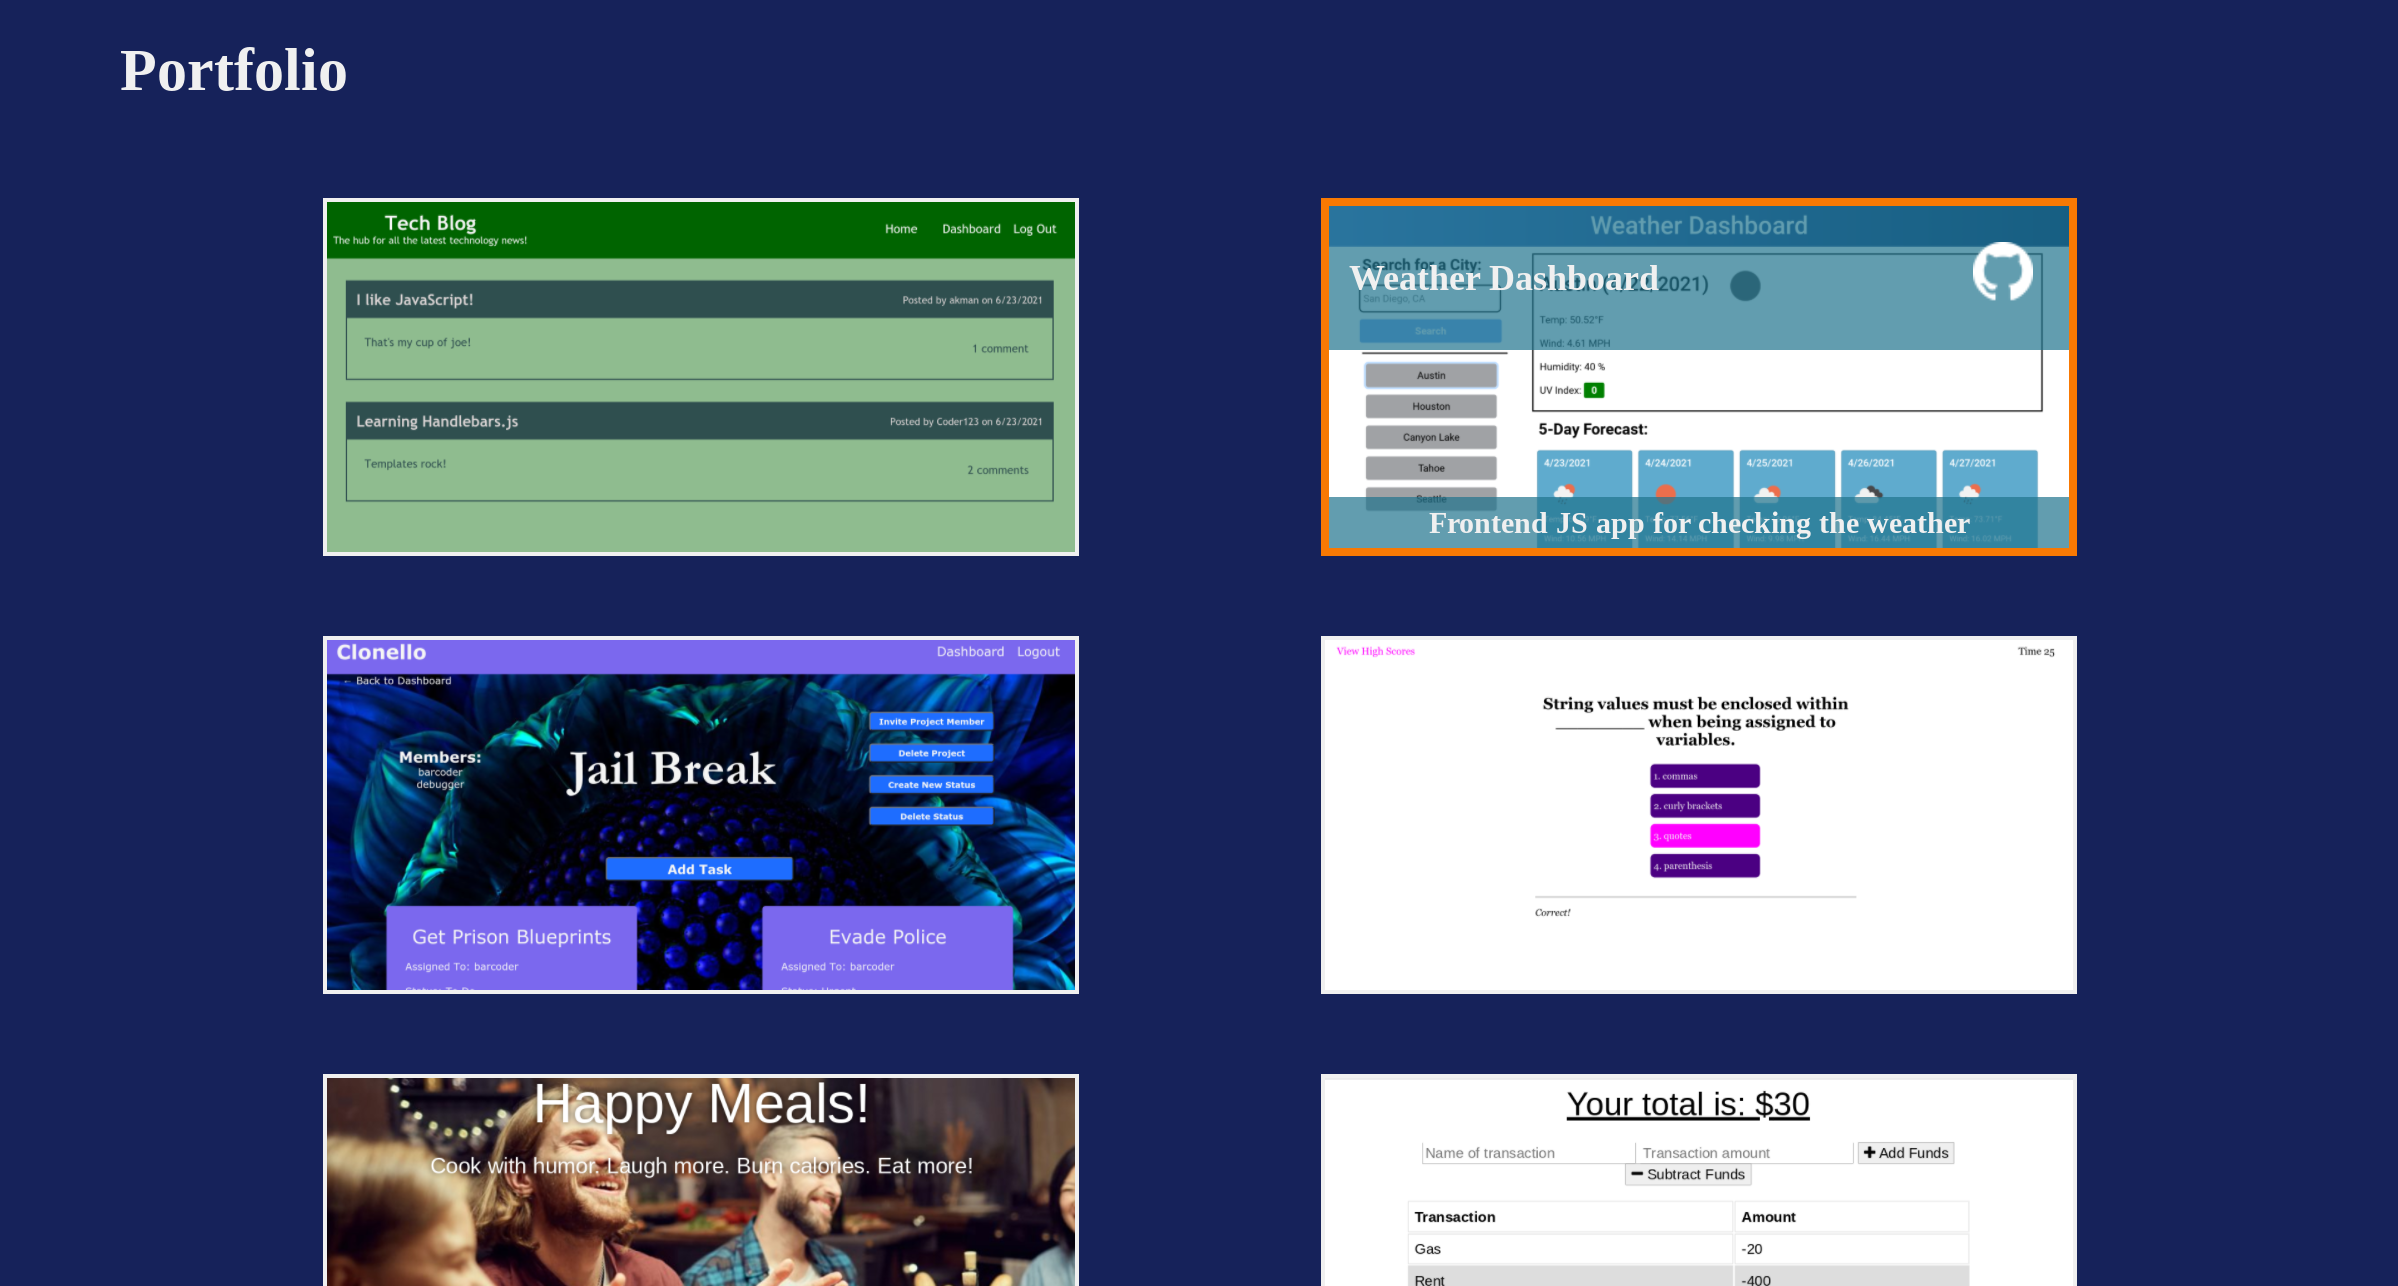 Portfolio
Tech Blog
The hub for all the latest technology news!
Home Dashboard Log Out
I like JavaScript!
Posted by akman on 6/23/2021
That's my cup of joe!
1 comment
Learning Handlebars.js
Posted by Coder123 on 6/23/2021
Templates rock!
2 comments
Weather Dashboard
Search for a City:
Weather Dashboard
San Diego, CA
Search
Temp: 50.52°F
Wind: 4.61 MPH
Humidity: 40 %
UV Index: 0
Austin
Houston
Canyon Lake
Tahoe
Seattle
5-Day Forecast:
4/23/2021 4/24/2021 4/25/2021 4/26/2021 4/27/2021
Frontend JS app for checking the weather
Clonello
Dashboard Logout
← Back to Dashboard
Members:
barcoder
debugger
Jail Break
Invite Project Member
Delete Project
Create New Status
Delete Status
Add Task
Get Prison Blueprints
Assigned To: barcoder
Evade Police
Assigned To: barcoder
View High Scores
Time 25
String values must be enclosed within
__________ when being assigned to
variables.
1. commas
2. curly brackets
3. quotes
4. parenthesis
Correct!
Happy Meals!
Cook with humor. Laugh more. Burn calories. Eat more!
Your total is: $30
Name of transaction Transaction amount + Add Funds
− Subtract Funds
Transaction Amount
Gas -20
Rent -400